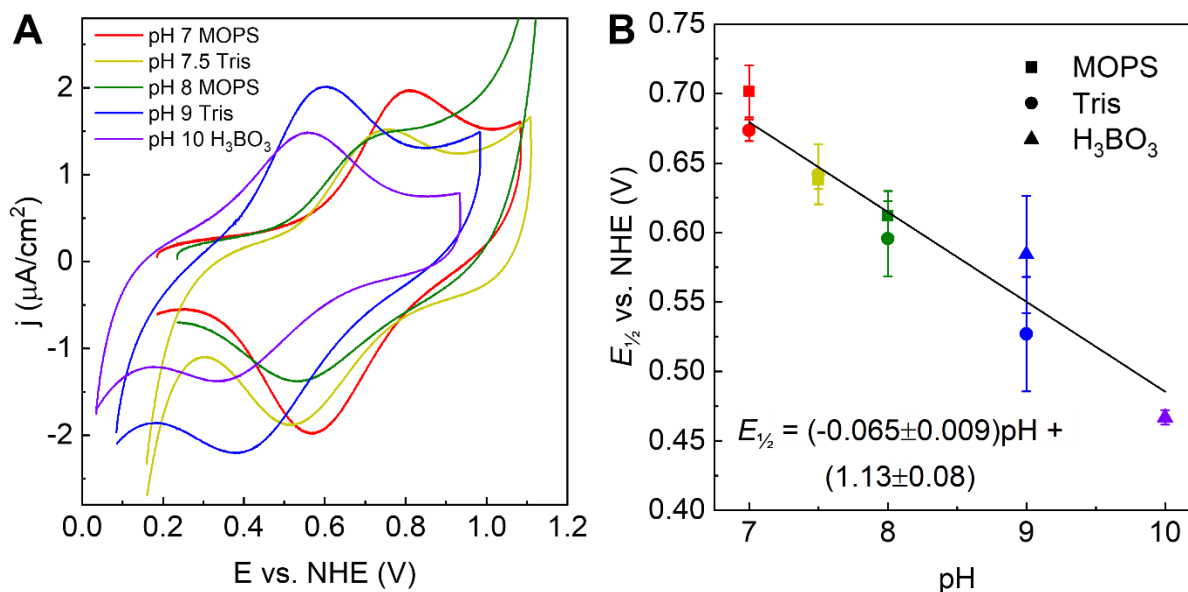 A
pH 7 MOPS
pH 7.5 Tris
pH 8 MOPS
pH 9 Tris
pH 10 H₃BO₃
2
1
0
-1
-2
j (μA/cm²)
0.0 0.2 0.4 0.6 0.8 1.0 1.2
E vs. NHE (V)
B
MOPS
Tris
H₃BO₃
0.75
0.70
0.65
0.60
0.55
0.50
0.45
0.40
E½ vs. NHE (V)
E½ = (-0.065±0.009)pH +
(1.13±0.08)
7 8 9 10
pH